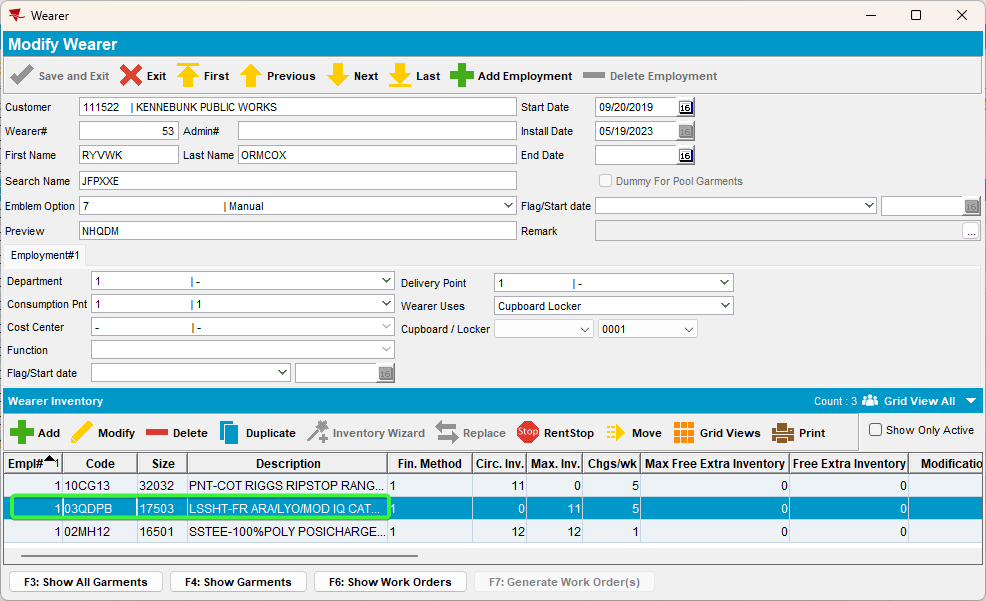 Wearer
Modify Wearer
Save and Exit Exit First Previous Next Last Add Employment Delete Employment
Customer 111522 | KENNEBUNK PUBLIC WORKS Start Date 09/20/2019 16
Wearer# 53 Admin# Install Date 05/19/2023 16
First Name RYVWK Last Name ORMCOX End Date 16
Search Name JFPXXE Dummy For Pool Garments
Emblem Option 7 | Manual Flag/Start date 16
Preview NHQDM Remark ...
Employment#1
Department 1 | - Delivery Point 1 | -
Consumption Pnt 1 | 1 Wearer Uses Cupboard Locker
Cost Center - | - Cupboard / Locker 0001
Function
Flag/Start date 16
Wearer Inventory Count : 3 Grid View All
Add Modify Delete Duplicate Inventory Wizard Replace Stop RentStop Move Grid Views Print Show Only Active
Empl# 1 Code Size Description Fin. Method Circ. Inv. Max. Inv. Chgs/wk Max Free Extra Inventory Free Extra Inventory Modificatio
1 10CG13 32032 PNT-COT RIGGS RIPSTOP RANG... 1 11 0 5 0 0
1 03QDPB 17503 LSSHT-FR ARA/LYO/MOD IQ CAT... 1 0 11 5 0 0
1 02MH12 16501 SSTEE-100%POLY POSICHARGE... 1 12 12 1 0 0
F3: Show All Garments F4: Show Garments F6: Show Work Orders F7: Generate Work Order(s)